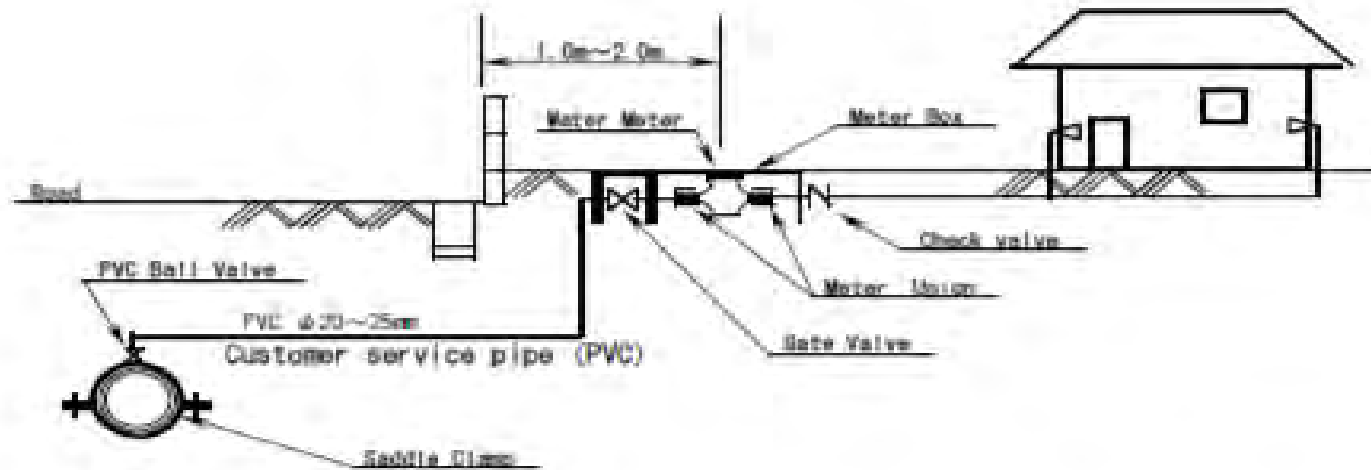 1.0m~2.0m
Water Meter
Meter Box
Road
Check valve
PVC Ball Valve
Meter Union
PVC φ20~25mm
Gate Valve
Customer service pipe (PVC)
Saddle Clamp